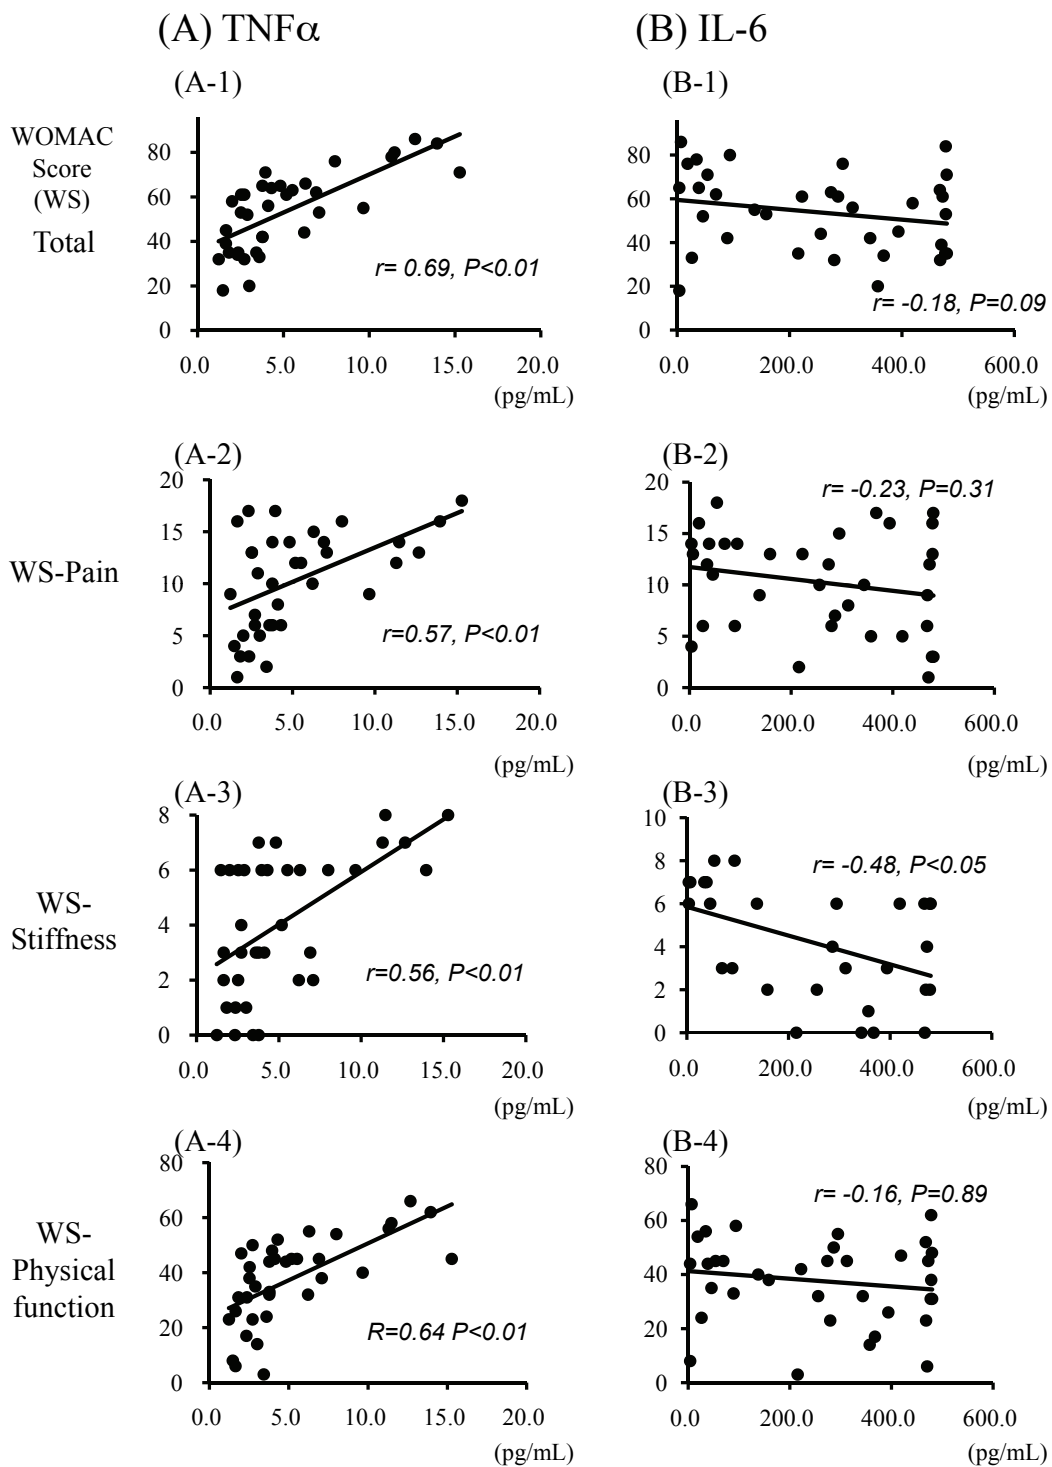 (A) TNFα
(B) IL-6
(A-1)
(B-1)
WOMAC
Score
(WS)
Total
80
60
40
20
0
r= 0.69, P<0.01
0.0 5.0 10.0 15.0 20.0
(pg/mL)
80
60
40
20
0
r= -0.18, P=0.09
0.0 200.0 400.0 600.0
(pg/mL)
(A-2)
(B-2)
WS-Pain
20
15
10
5
0
r=0.57, P<0.01
0.0 5.0 10.0 15.0 20.0
(pg/mL)
r= -0.23, P=0.31
20
15
10
5
0
0.0 200.0 400.0 600.0
(pg/mL)
(A-3)
(B-3)
WS-
Stiffness
8
6
4
2
0
r=0.56, P<0.01
0.0 5.0 10.0 15.0 20.0
(pg/mL)
10
8
6
4
2
0
r= -0.48, P<0.05
0.0 200.0 400.0 600.0
(pg/mL)
(A-4)
(B-4)
WS-
Physical
function
80
60
40
20
0
R=0.64 P<0.01
0.0 5.0 10.0 15.0 20.0
(pg/mL)
80
60
40
20
0
r= -0.16, P=0.89
0.0 200.0 400.0 600.0
(pg/mL)